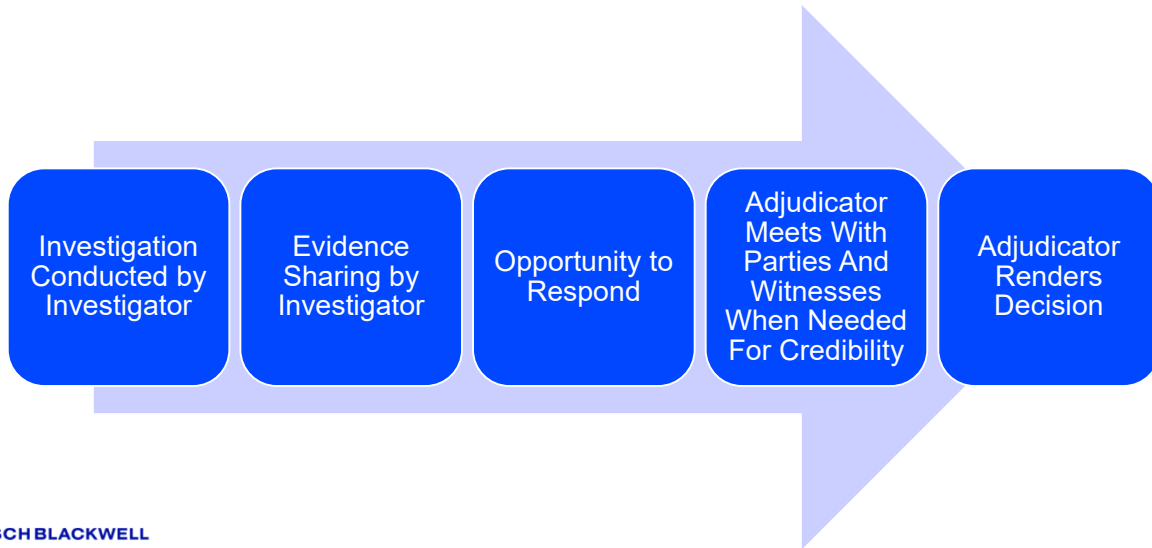 Investigation
Conducted by
Investigator
Evidence
Sharing by
Investigator
Opportunity to
Respond
Adjudicator
Meets With
Parties And
Witnesses
When Needed
For Credibility
Adjudicator
Renders
Decision
SCH BLACKWELL